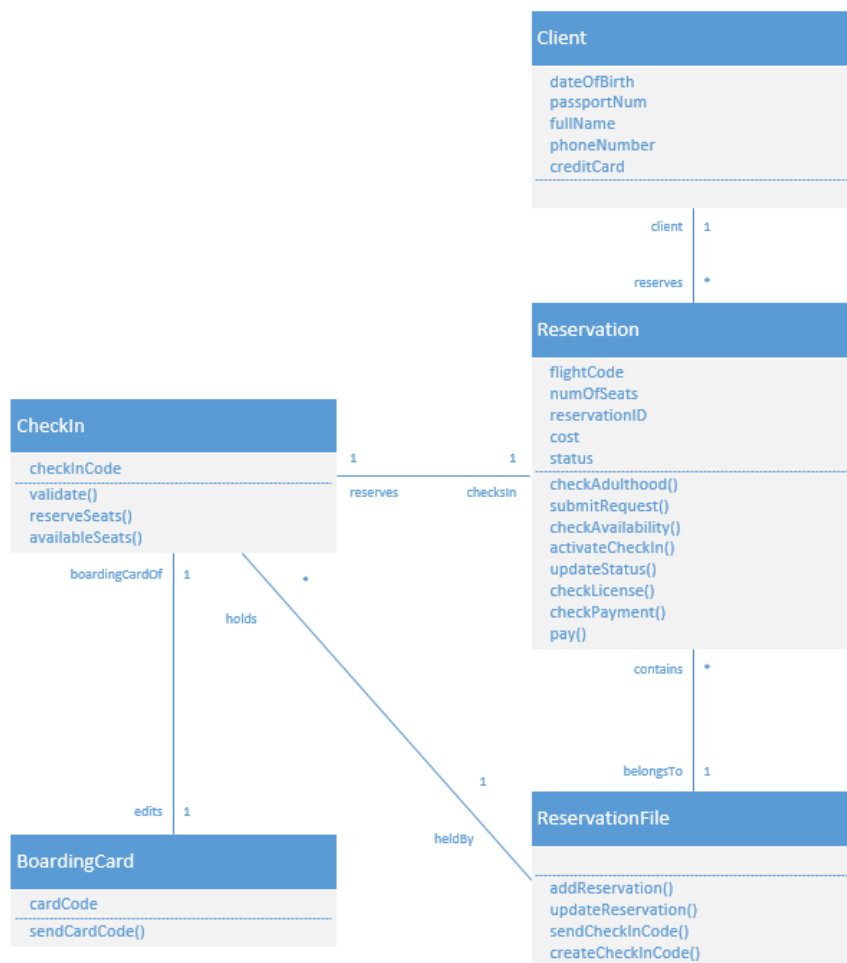 Client
dateOfBirth
passportNum
fullName
phoneNumber
creditCard
client 1
reserves *
Reservation
flightCode
numOfSeats
reservationID
cost
status
checkAdulthood()
submitRequest()
checkAvailability()
activateCheckIn()
updateStatus()
checkLicense()
checkPayment()
pay()
CheckIn
checkInCode
validate()
reserveSeats()
availableSeats()
1 1
reserves checksIn
boardingCardOf 1 *
holds
contains *
belongsTo 1
1
edits 1
heldBy
BoardingCard
cardCode
sendCardCode()
ReservationFile
addReservation()
updateReservation()
sendCheckInCode()
createCheckInCode()